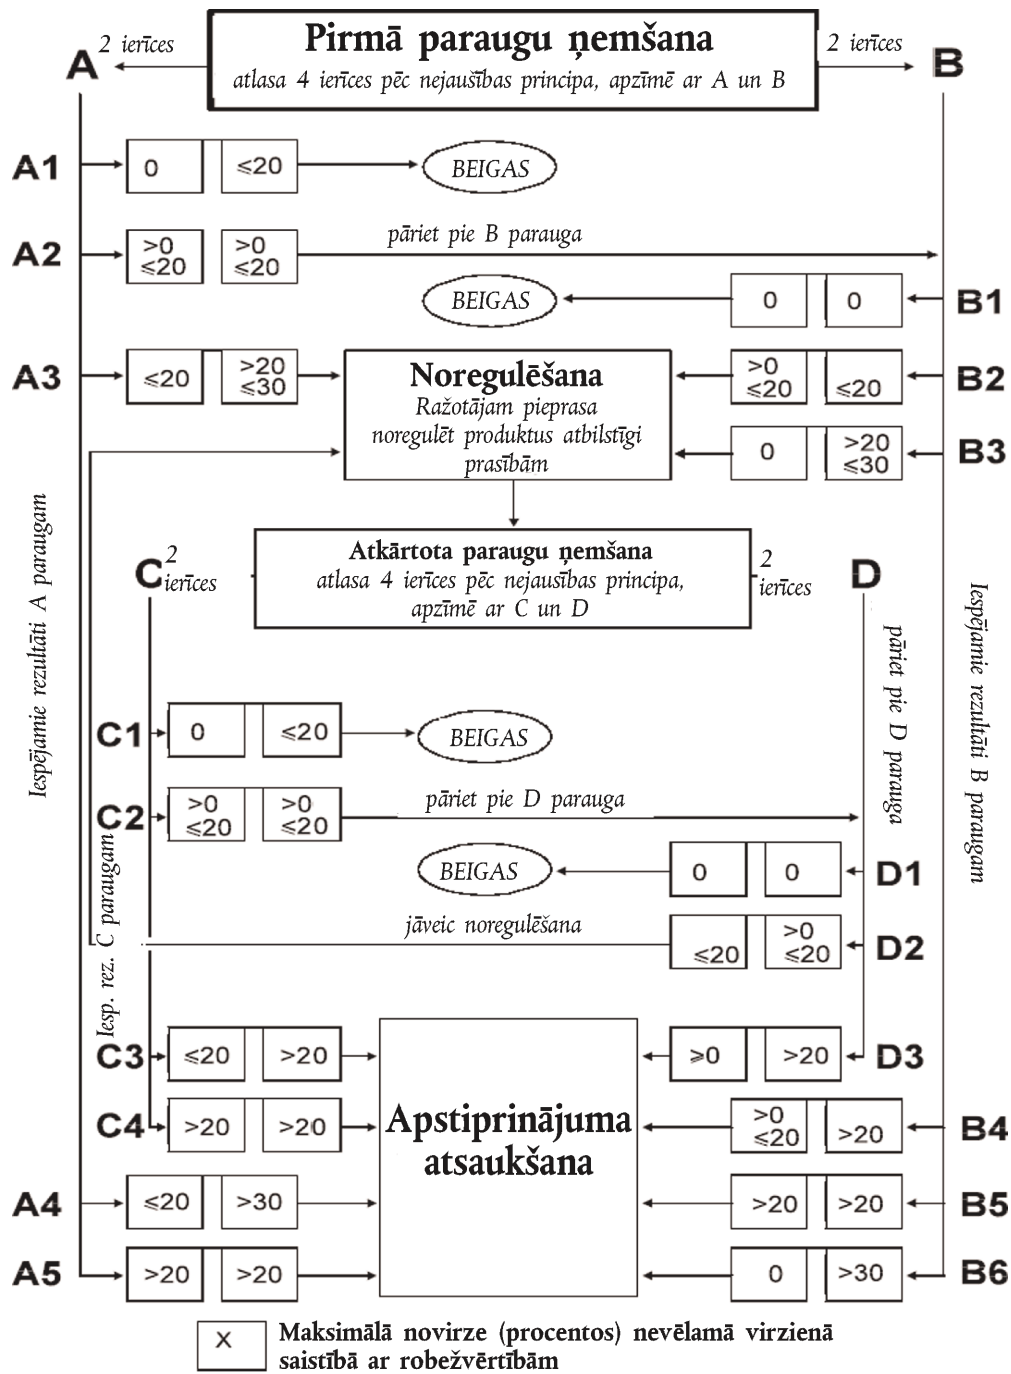 Pirmā paraugu ņemšana
atlasa 4 ierīces pēc nejaušības principa, apzīmē ar A un B
A
2 ierīces
2 ierīces
B
A1
0
≤20
BEIGAS
A2
>0
≤20
>0
≤20
pāriet pie B parauga
BEIGAS
0
0
B1
A3
≤20
>20
≤30
Noregulēšana
Ražotājam pieprasa
noregulēt produktus atbilstīgi
prasībām
>0
≤20
≤20
B2
0
>20
≤30
B3
Iespējamie rezultāti A paraugam
C
2
ierīces
Atkārtota paraugu ņemšana
atlasa 4 ierīces pēc nejaušības principa,
apzīmē ar C un D
2
ierīces
D
pāriet pie D parauga
Iespējamie rezultāti B paraugam
C1
0
≤20
BEIGAS
C2
>0
≤20
>0
≤20
pāriet pie D parauga
Iesp. rez. C paraugam
BEIGAS
0
0
D1
jāveic noregulēšana
≤20
>0
≤20
D2
C3
≤20
>20
Apstiprinājuma
atsaukšana
≥0
>20
D3
C4
>20
>20
>0
≤20
>20
B4
A4
≤20
>30
>20
>20
B5
A5
>20
>20
0
>30
B6
X
Maksimālā novirze (procentos) nevēlamā virzienā
saistībā ar robežvērtībām